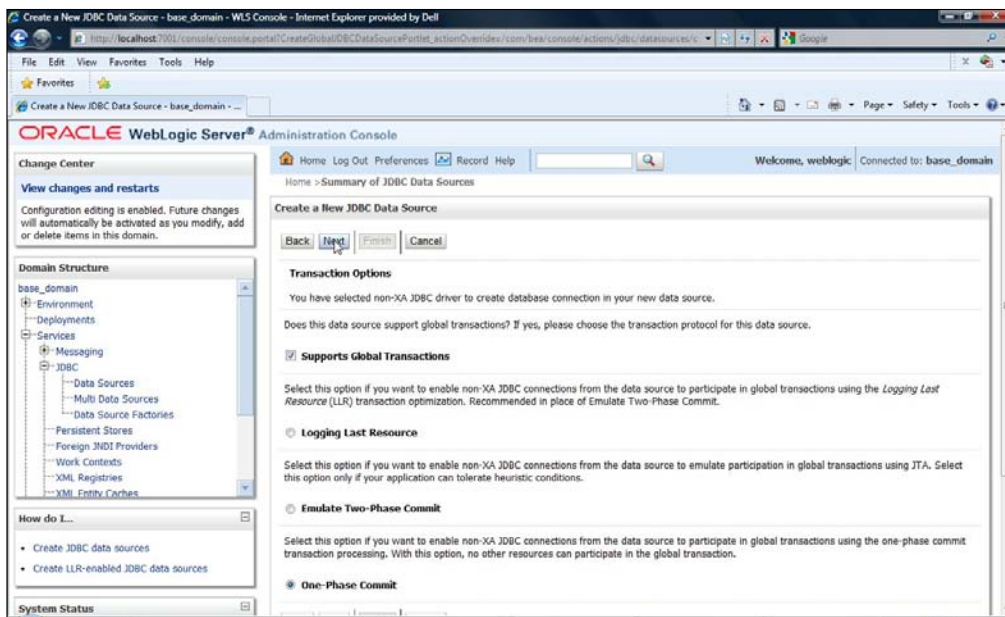 Create a New JDBC Data Source - base_domain - WLS Console - Internet Explorer provided by Dell
http://localhost:7001/console/console.portal?CreateGlobalJDBCDataSourcePortlet_actionOverride=/com/bea/console/actions/jdbc/datasources/c
Google
File Edit View Favorites Tools Help
Favorites
Create a New JDBC Data Source - base_domain - ...
Page Safety Tools
ORACLE WebLogic Server® Administration Console
Change Center
View changes and restarts
Configuration editing is enabled. Future changes
will automatically be activated as you modify, add
or delete items in this domain.
Domain Structure
base_domain
Environment
Deployments
Services
Messaging
JDBC
Data Sources
Multi Data Sources
Data Source Factories
Persistent Stores
Foreign JNDI Providers
Work Contexts
XML Registries
XML Entity Caches
How do I...
Create JDBC data sources
Create LLR-enabled JDBC data sources
System Status
Home Log Out Preferences Record Help
Welcome, weblogic Connected to: base_domain
Home >Summary of JDBC Data Sources
Create a New JDBC Data Source
Back Next Finish Cancel
Transaction Options
You have selected non-XA JDBC driver to create database connection in your new data source.
Does this data source support global transactions? If yes, please choose the transaction protocol for this data source.
Supports Global Transactions
Select this option if you want to enable non-XA JDBC connections from the data source to participate in global transactions using the Logging Last
Resource (LLR) transaction optimization. Recommended in place of Emulate Two-Phase Commit.
Logging Last Resource
Select this option if you want to enable non-XA JDBC connections from the data source to emulate participation in global transactions using JTA. Select
this option only if your application can tolerate heuristic conditions.
Emulate Two-Phase Commit
Select this option if you want to enable non-XA JDBC connections from the data source to participate in global transactions using the one-phase commit
transaction processing. With this option, no other resources can participate in the global transaction.
One-Phase Commit